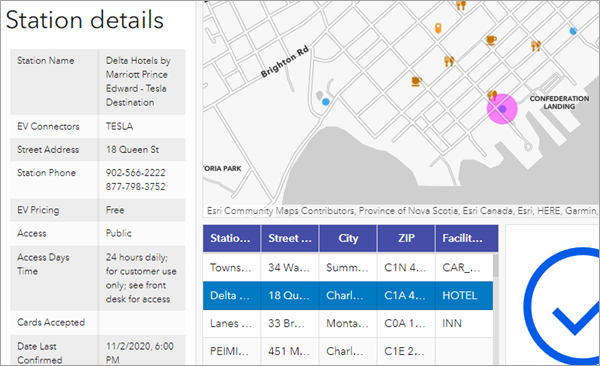 Station details
Station Name
Delta Hotels by
Marriott Prince
Edward - Tesla
Destination
EV Connectors
TESLA
Street Address
18 Queen St
Station Phone
902-566-2222
877-798-3752
EV Pricing
Free
Access
Public
Access Days
Time
24 hours daily;
for customer use
only; see front
desk for access
Cards Accepted
Date Last
Confirmed
11/2/2020, 6:00
PM
Brighton Rd
CONFEDERATION
LANDING
ORIA PARK
Esri Community Maps Contributors, Province of Nova Scotia, Esri Canada, Esri, HERE, Garmin,
Statio... Street ... City ZIP Facilit...
Towns... 34 Wa... Summ... C1N 4... CAR_...
Delta ... 18 Qu... Charl... C1A 4... HOTEL
Lanes ... 33 Br... Monta... C0A 1... INN
PEIMI... 451 M... Charl... C1E 2...